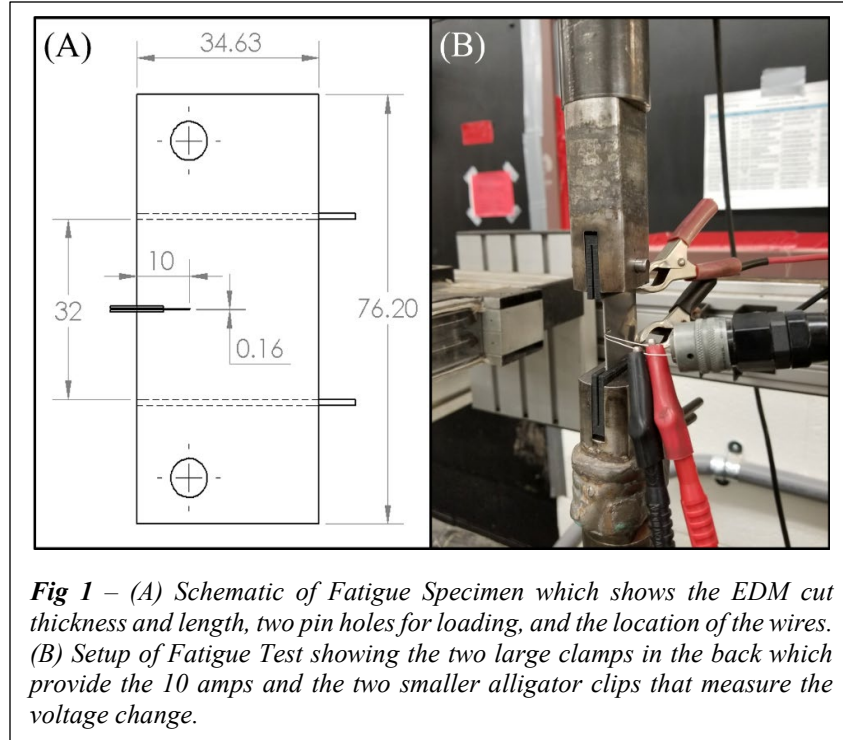 (A)
34.63
10
32
76.20
0.16
(B)
Fig 1 – (A) Schematic of Fatigue Specimen which shows the EDM cut
thickness and length, two pin holes for loading, and the location of the wires.
(B) Setup of Fatigue Test showing the two large clamps in the back which
provide the 10 amps and the two smaller alligator clips that measure the
voltage change.